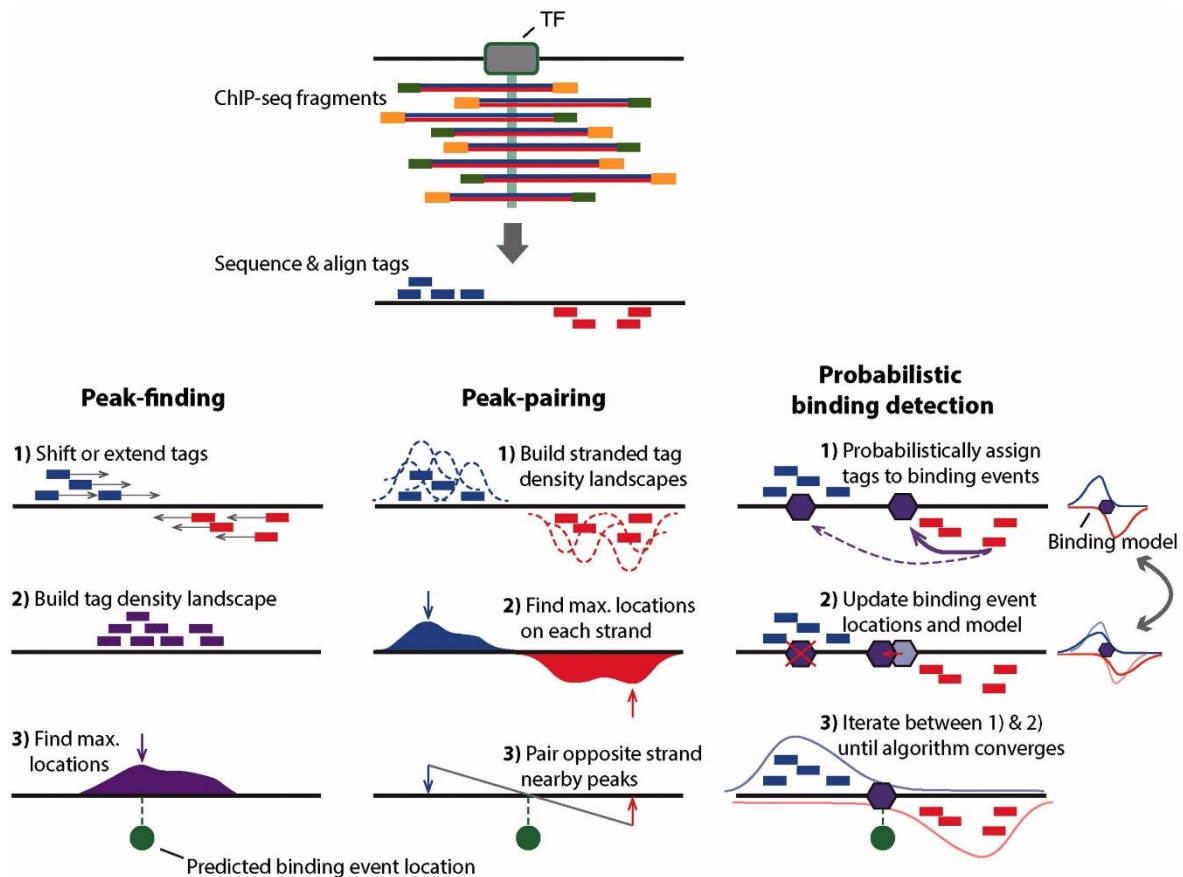 TF
ChIP-seq fragments
Sequence & align tags
Peak-finding
1) Shift or extend tags
2) Build tag density landscape
3) Find max.
locations
Predicted binding event location
Peak-pairing
1) Build stranded tag
density landscapes
2) Find max. locations
on each strand
3) Pair opposite strand
nearby peaks
Probabilistic
binding detection
1) Probabilistically assign
tags to binding events
Binding model
2) Update binding event
locations and model
3) Iterate between 1) & 2)
until algorithm converges